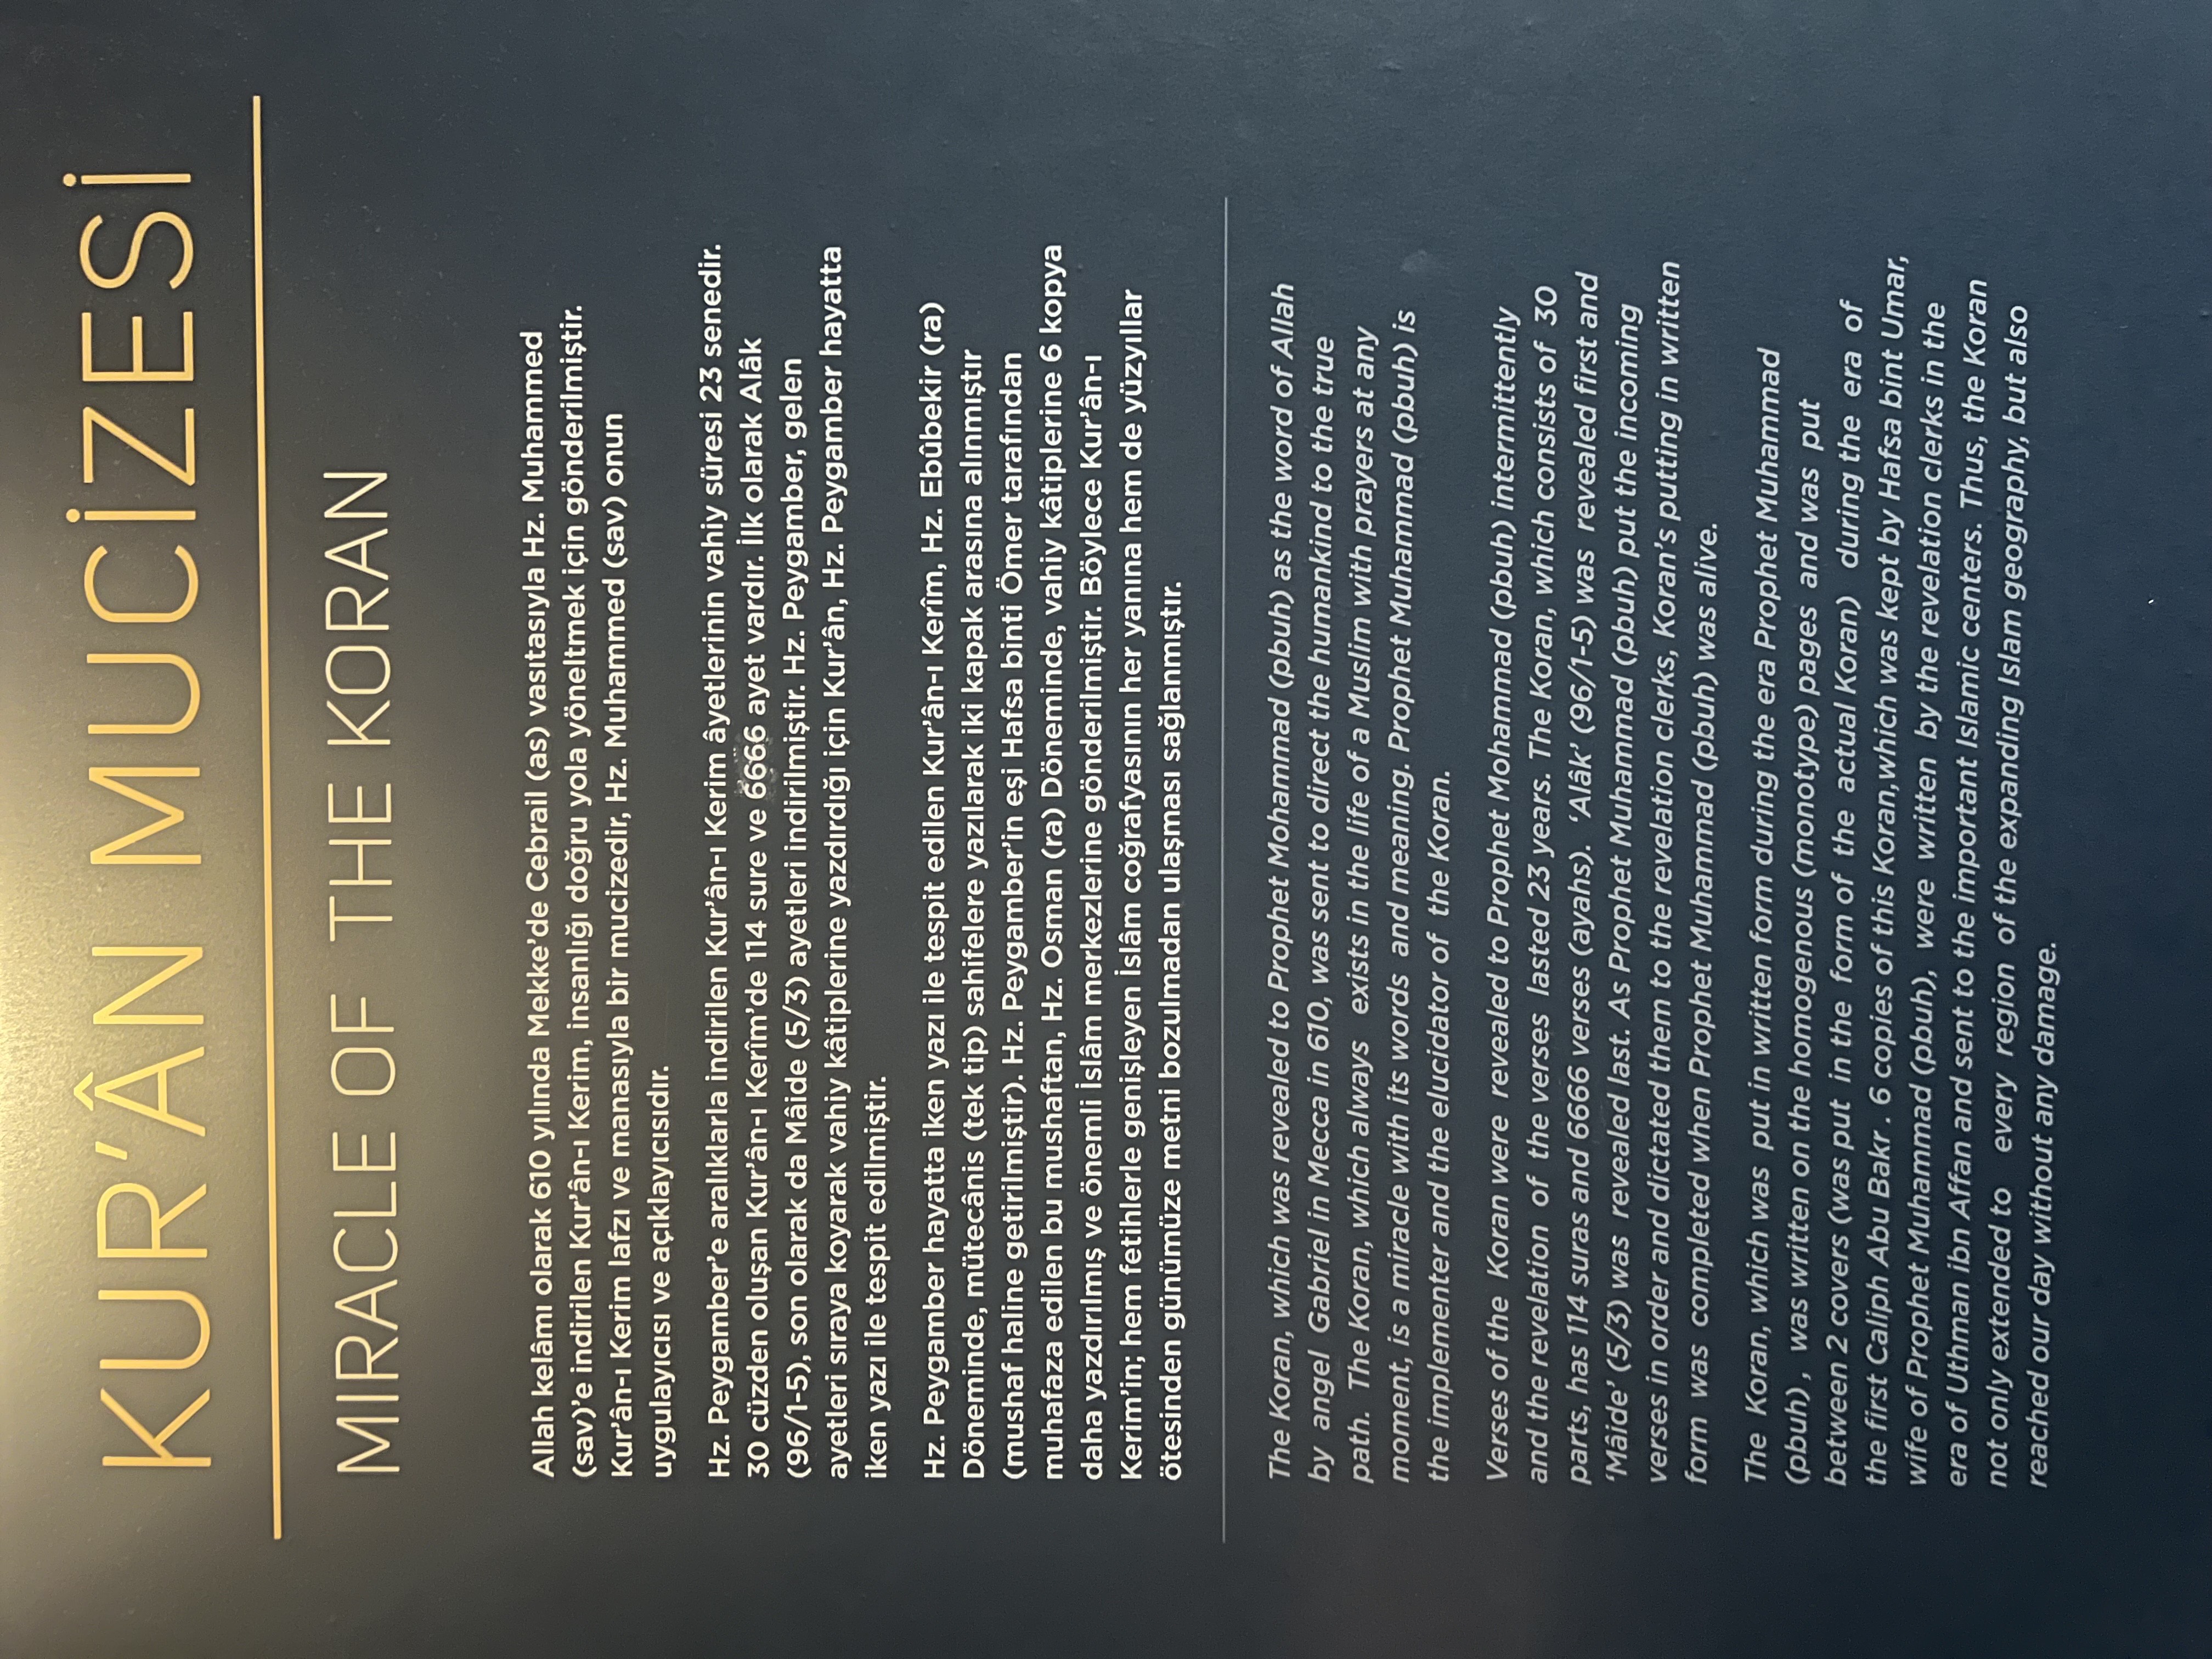 KUR'ÂN MUCİZESİ
MIRACLE OF THE KORAN
Allah kelâmı olarak 610 yılında Mekke'de Cebrail (as) vasıtasıyla Hz. Muhammed
(sav)'e indirilen Kur'ân-ı Kerim, insanlığı doğru yola yöneltmek için gönderilmiştir.
Kur'ân-ı Kerim lafzı ve manasıyla bir mucizedir, Hz. Muhammed (sav) onun
uygulayıcısı ve açıklayıcısıdır.
Hz. Peygamber'e aralıklarla indirilen Kur'ân-ı Kerim âyetlerinin vahiy süresi 23 senedir.
30 cüzden oluşan Kur'ân-ı Kerîm'de 114 sure ve 6666 ayet vardır. İlk olarak Alâk
(96/1-5), son olarak da Mâide (5/3) ayetleri indirilmiştir. Hz. Peygamber, gelen
ayetleri sıraya koyarak vahiy kâtiplerine yazdırdığı için Kur'ân, Hz. Peygamber hayatta
iken yazı ile tespit edilmiştir.
Hz. Peygamber hayatta iken yazı ile tespit edilen Kur'ân-ı Kerîm, Hz. Ebûbekir (ra)
Döneminde, mütecânis (tek tip) sahifelere yazılarak iki kapak arasına alınmıştır
(mushaf haline getirilmiştir). Hz. Peygamber'in eşi Hafsa binti Ömer tarafından
muhafaza edilen bu mushaftan, Hz. Osman (ra) Döneminde, vahiy kâtiplerine 6 kopya
daha yazdırılmış ve önemli İslâm merkezlerine gönderilmiştir. Böylece Kur'ân-ı
Kerim'in; hem fetihlerle genişleyen İslâm coğrafyasının her yanına hem de yüzyıllar
ötesinden günümüze metni bozulmadan ulaşması sağlanmıştır.
The Koran, which was revealed to Prophet Mohammad (pbuh) as the word of Allah
by angel Gabriel in Mecca in 610, was sent to direct the humankind to the true
path. The Koran, which always exists in the life of a Muslim with prayers at any
moment, is a miracle with its words and meaning. Prophet Muhammad (pbuh) is
the implementer and the elucidator of the Koran.
Verses of the Koran were revealed to Prophet Mohammad (pbuh) intermittently
and the revelation of the verses lasted 23 years. The Koran, which consists of 30
parts, has 114 suras and 6666 verses (ayahs). 'Alâk' (96/1-5) was revealed first and
'Mâide' (5/3) was revealed last. As Prophet Muhammad (pbuh) put the incoming
verses in order and dictated them to the revelation clerks, Koran's putting in written
form was completed when Prophet Muhammad (pbuh) was alive.
The Koran, which was put in written form during the era Prophet Muhammad
(pbuh) , was written on the homogenous (monotype) pages and was put
between 2 covers (was put in the form of the actual Koran) during the era of
the first Caliph Abu Bakr . 6 copies of this Koran,which was kept by Hafsa bint Umar,
wife of Prophet Muhammad (pbuh), were written by the revelation clerks in the
era of Uthman ibn Affan and sent to the important Islamic centers. Thus, the Koran
not only extended to every region of the expanding Islam geography, but also
reached our day without any damage.